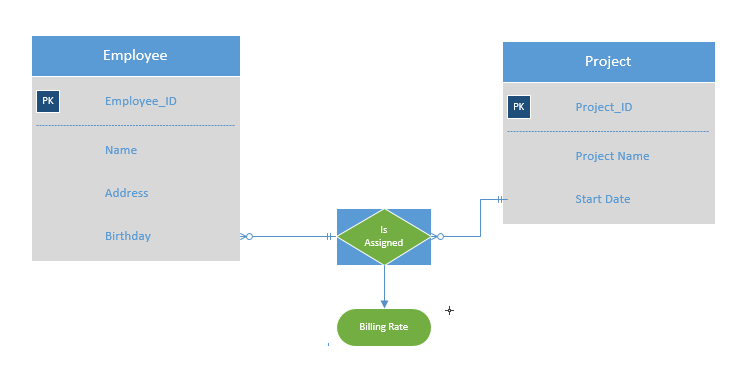 Employee
PK
Employee_ID
Name
Address
Birthday
Project
PK
Project_ID
Project Name
Start Date
Is
Assigned
Billing Rate